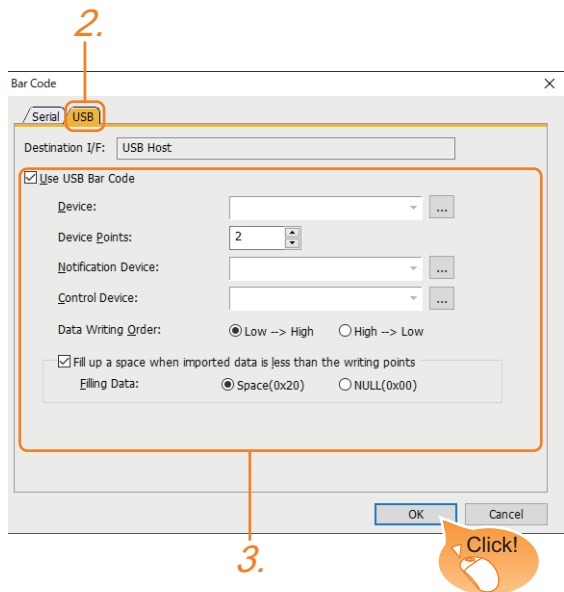 2.
Bar Code
Serial USB
Destination I/F: USB Host
Use USB Bar Code
Device: ...
Device Points: 2
Notification Device: ...
Control Device: ...
Data Writing Order: Low --> High High --> Low
Fill up a space when imported data is less than the writing points
Filling Data: Space(0x20) NULL(0x00)
OK Cancel
Click!
3.